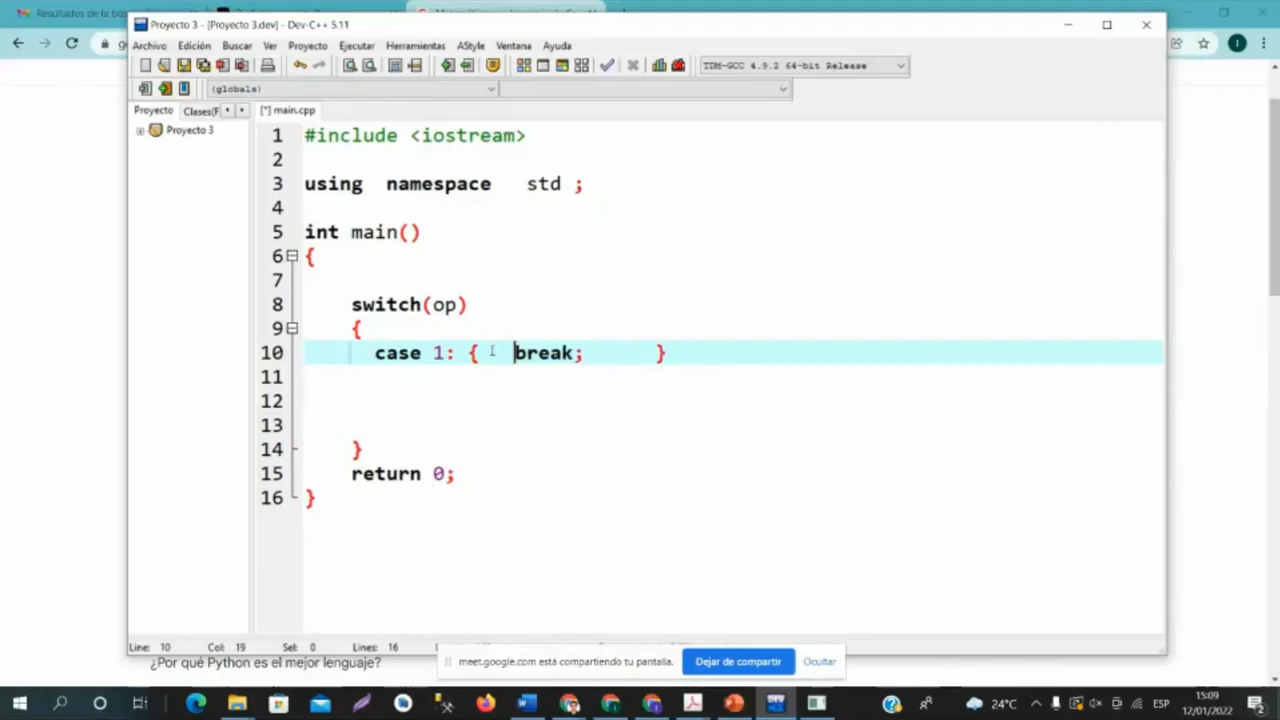 Resultados de la bús
Proyecto 3 - [Proyecto 3.dev] - Dev-C++ 5.11
Archivo Edición Buscar Ver Proyecto Ejecutar Herramientas AStyle Ventana Ayuda
TDM-GCC 4.9.2 64-bit Release
(globals)
Proyecto Clases(F [*] main.cpp
Proyecto 3
1 #include <iostream>
2
3 using namespace std ;
4
5 int main()
6 {
7
8 switch(op)
9 {
10 case 1: { break; }
11
12
13
14 }
15 return 0;
16 }
Line: 10 Col: 19 Sel: 0 Lines: 16
meet.google.com está compartiendo tu pantalla. Dejar de compartir Ocultar
¿Por qué Python es el mejor lenguaje?
24°C ESP 15:09
12/01/2022